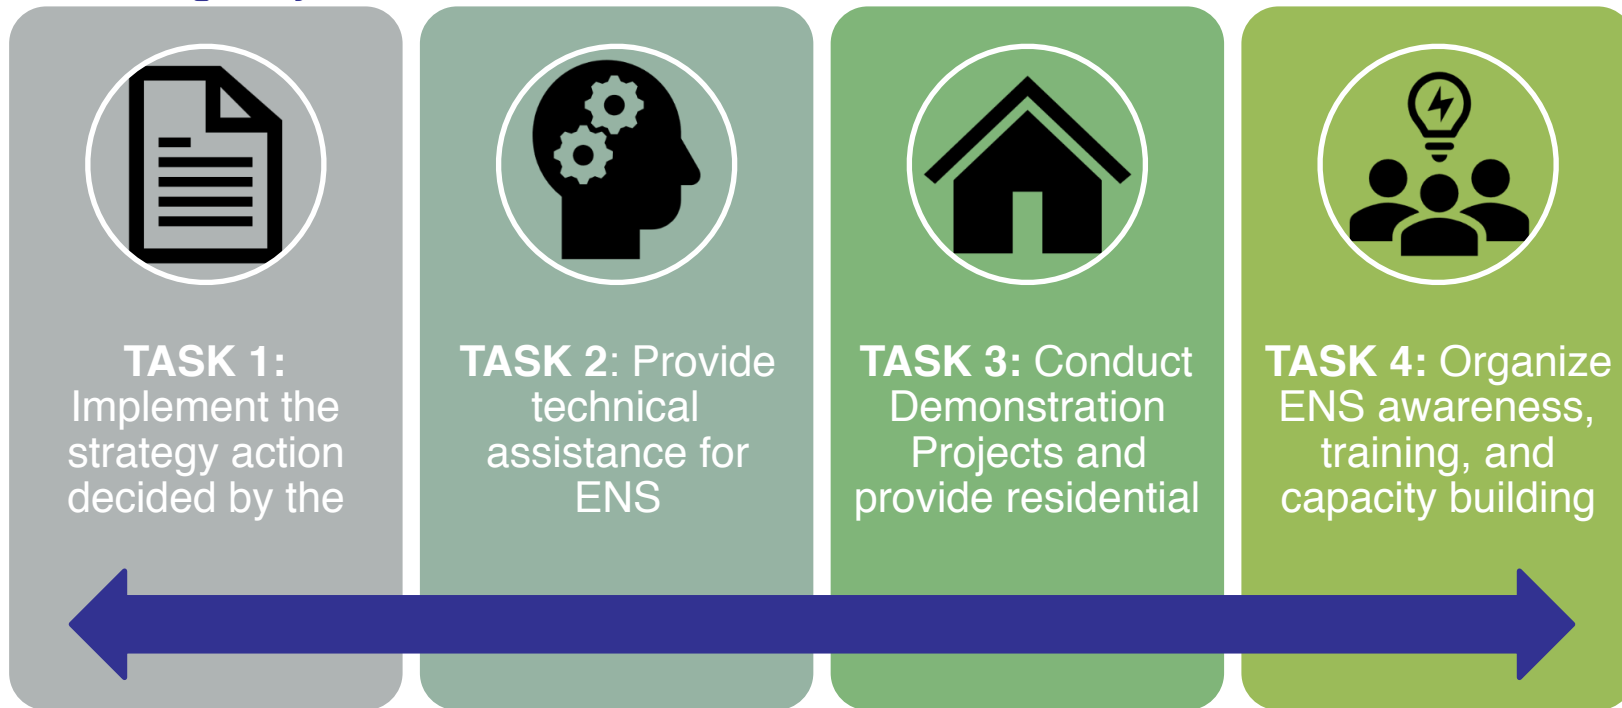 TASK 1:
Implement the
strategy action
decided by the
TASK 2: Provide
technical
assistance for
ENS
TASK 3: Conduct
Demonstration
Projects and
provide residential
TASK 4: Organize
ENS awareness,
training, and
capacity building